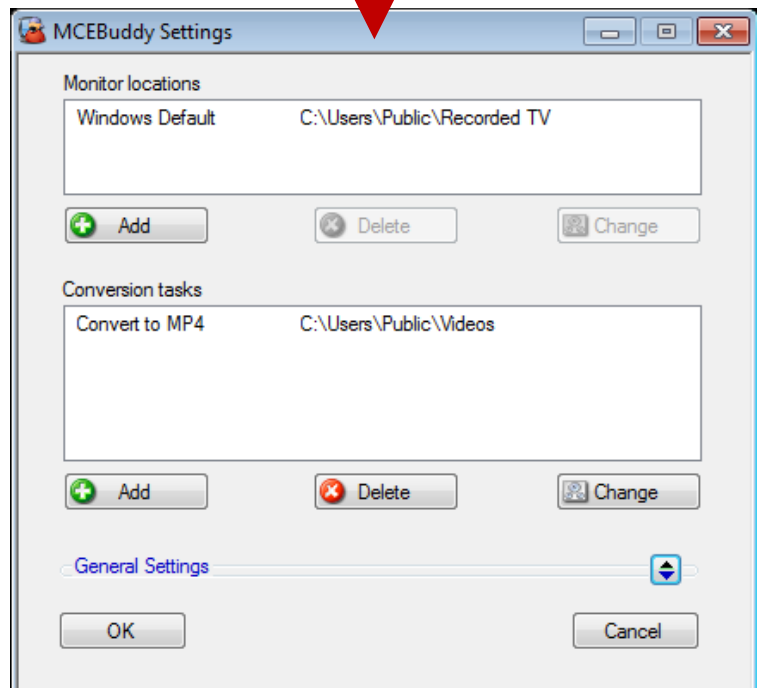 MCEBuddy Settings
Monitor locations
Windows Default C:\Users\Public\Recorded TV
Add Delete Change
Conversion tasks
Convert to MP4 C:\Users\Public\Videos
Add Delete Change
General Settings
OK Cancel